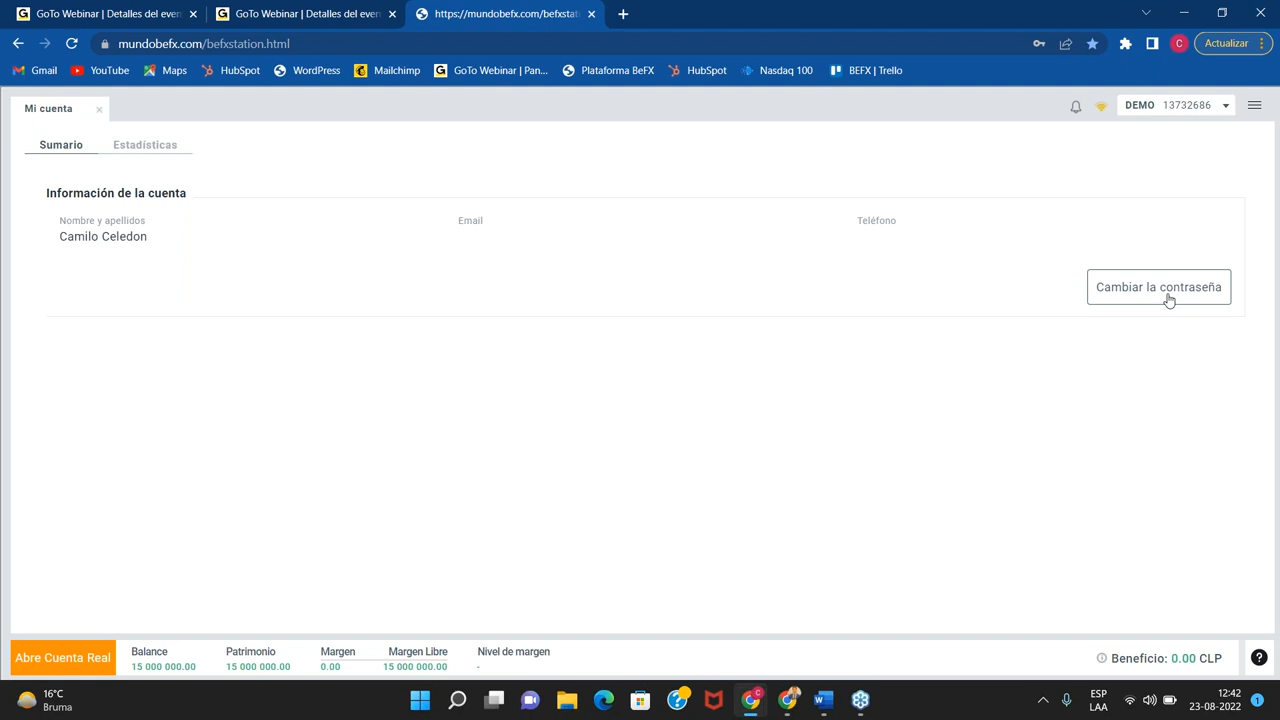 GoTo Webinar | Detalles del even
GoTo Webinar | Detalles del even
https://mundobefx.com/befxstati
mundobefx.com/befxstation.html
C
Actualizar
Gmail
YouTube
Maps
HubSpot
WordPress
Mailchimp
GoTo Webinar | Pan...
Plataforma BeFX
HubSpot
Nasdaq 100
BEFX | Trello
Mi cuenta
DEMO 13732686
Sumario
Estadísticas
Información de la cuenta
Nombre y apellidos
Email
Teléfono
Camilo Celedon
Cambiar la contraseña
Abre Cuenta Real
Balance
Patrimonio
Margen
Margen Libre
Nivel de margen
15 000 000.00
15 000 000.00
0.00
15 000 000.00
-
Beneficio: 0.00 CLP
16°C
Bruma
ESP
LAA
12:42
23-08-2022
1